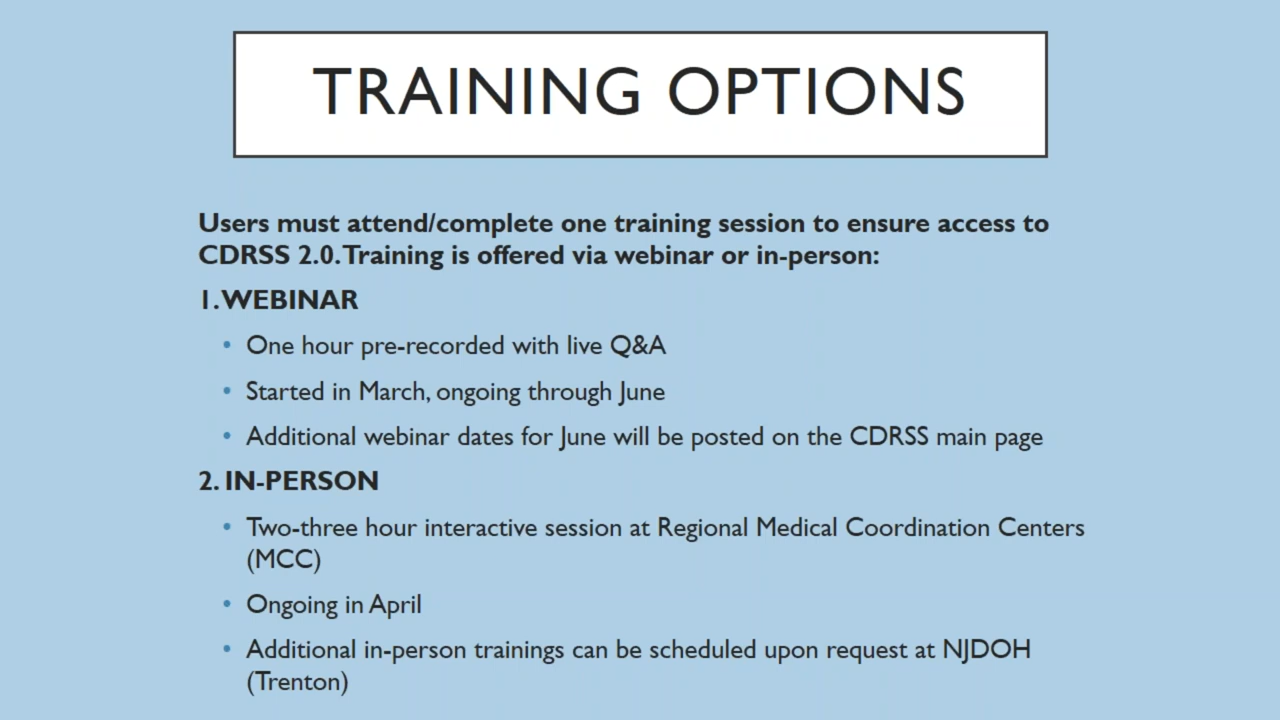 TRAINING OPTIONS
Users must attend/complete one training session to ensure access to
CDRSS 2.0. Training is offered via webinar or in-person:
1. WEBINAR
• One hour pre-recorded with live Q&A
• Started in March, ongoing through June
• Additional webinar dates for June will be posted on the CDRSS main page
2. IN-PERSON
• Two-three hour interactive session at Regional Medical Coordination Centers
(MCC)
• Ongoing in April
• Additional in-person trainings can be scheduled upon request at NJDOH
(Trenton)